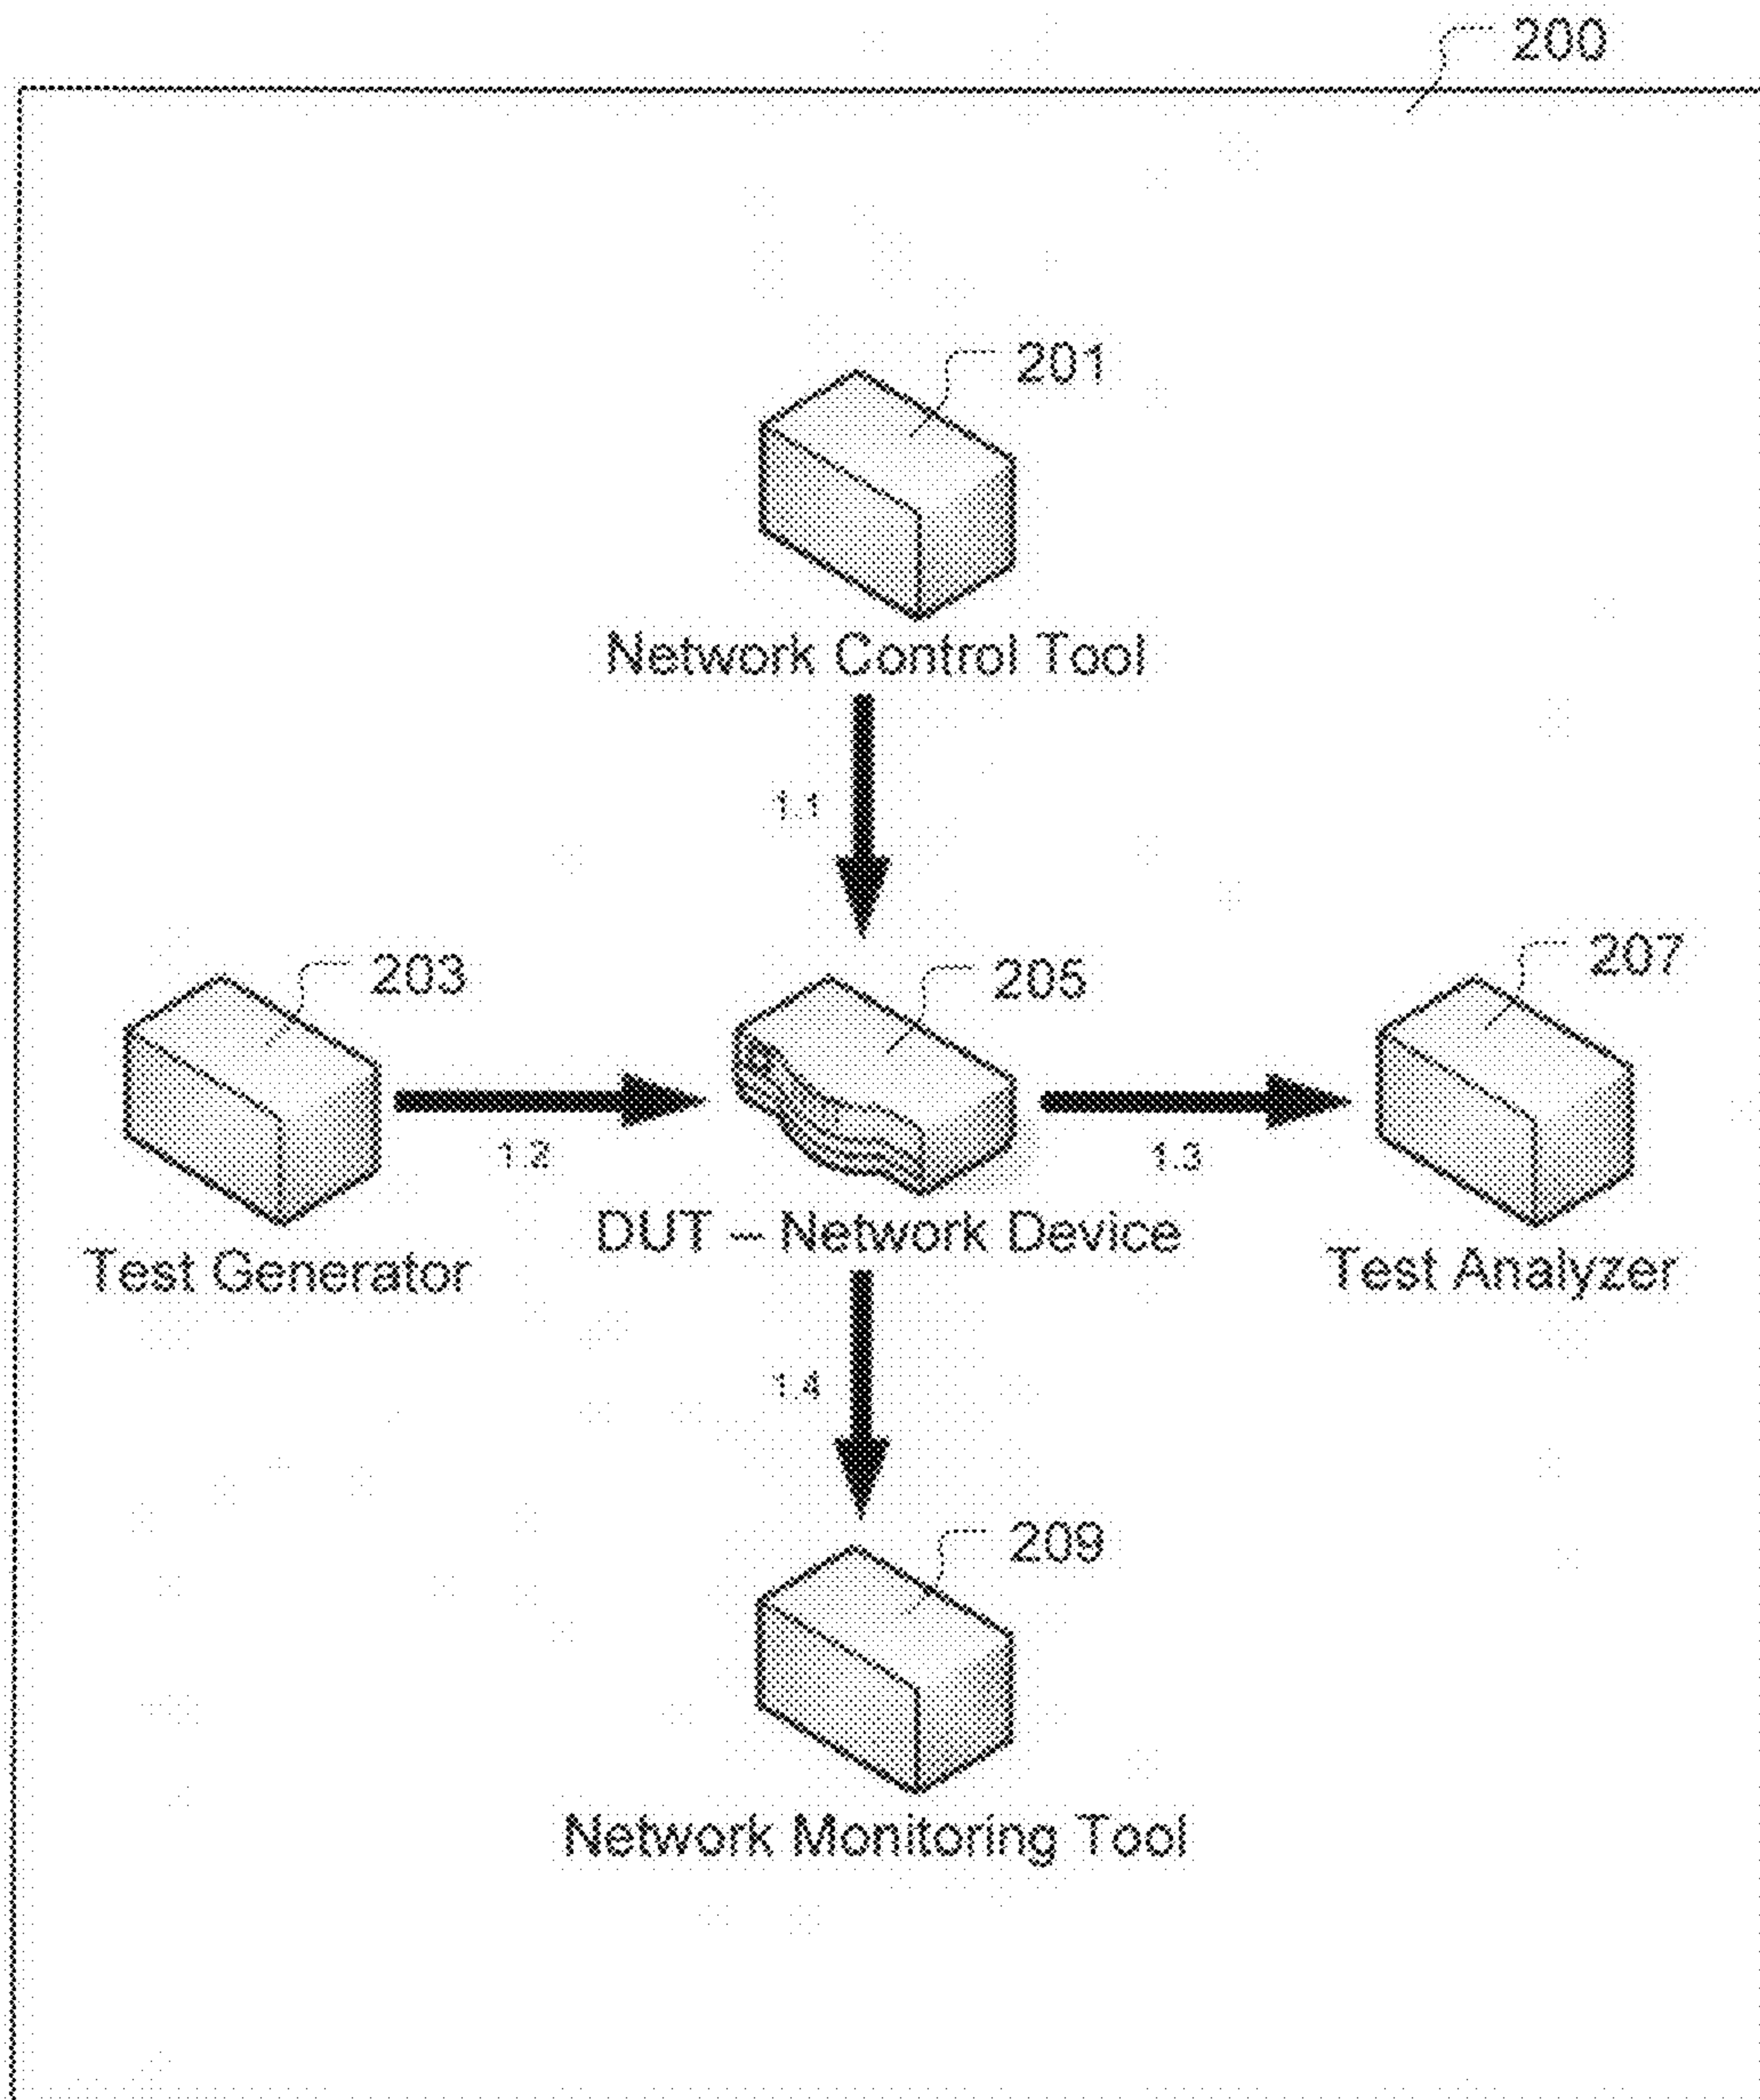 200
201
Network Control Tool
1.1
203
205
207
1.2
1.3
DUT – Network Device
Test Generator
Test Analyzer
1.4
209
Network Monitoring Tool